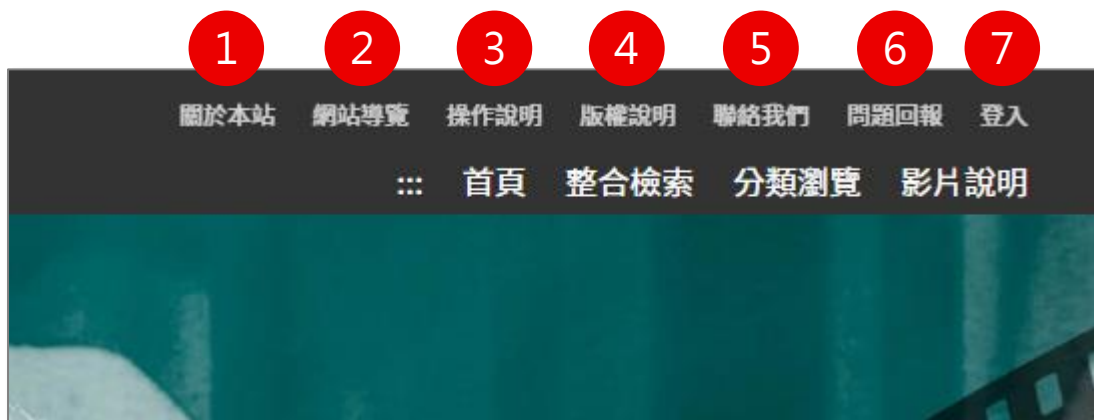 1 2 3 4 5 6 7
關於本站 網站導覽 操作說明 版權說明 聯絡我們 問題回報 登入
::: 首頁 整合檢索 分類瀏覽 影片說明